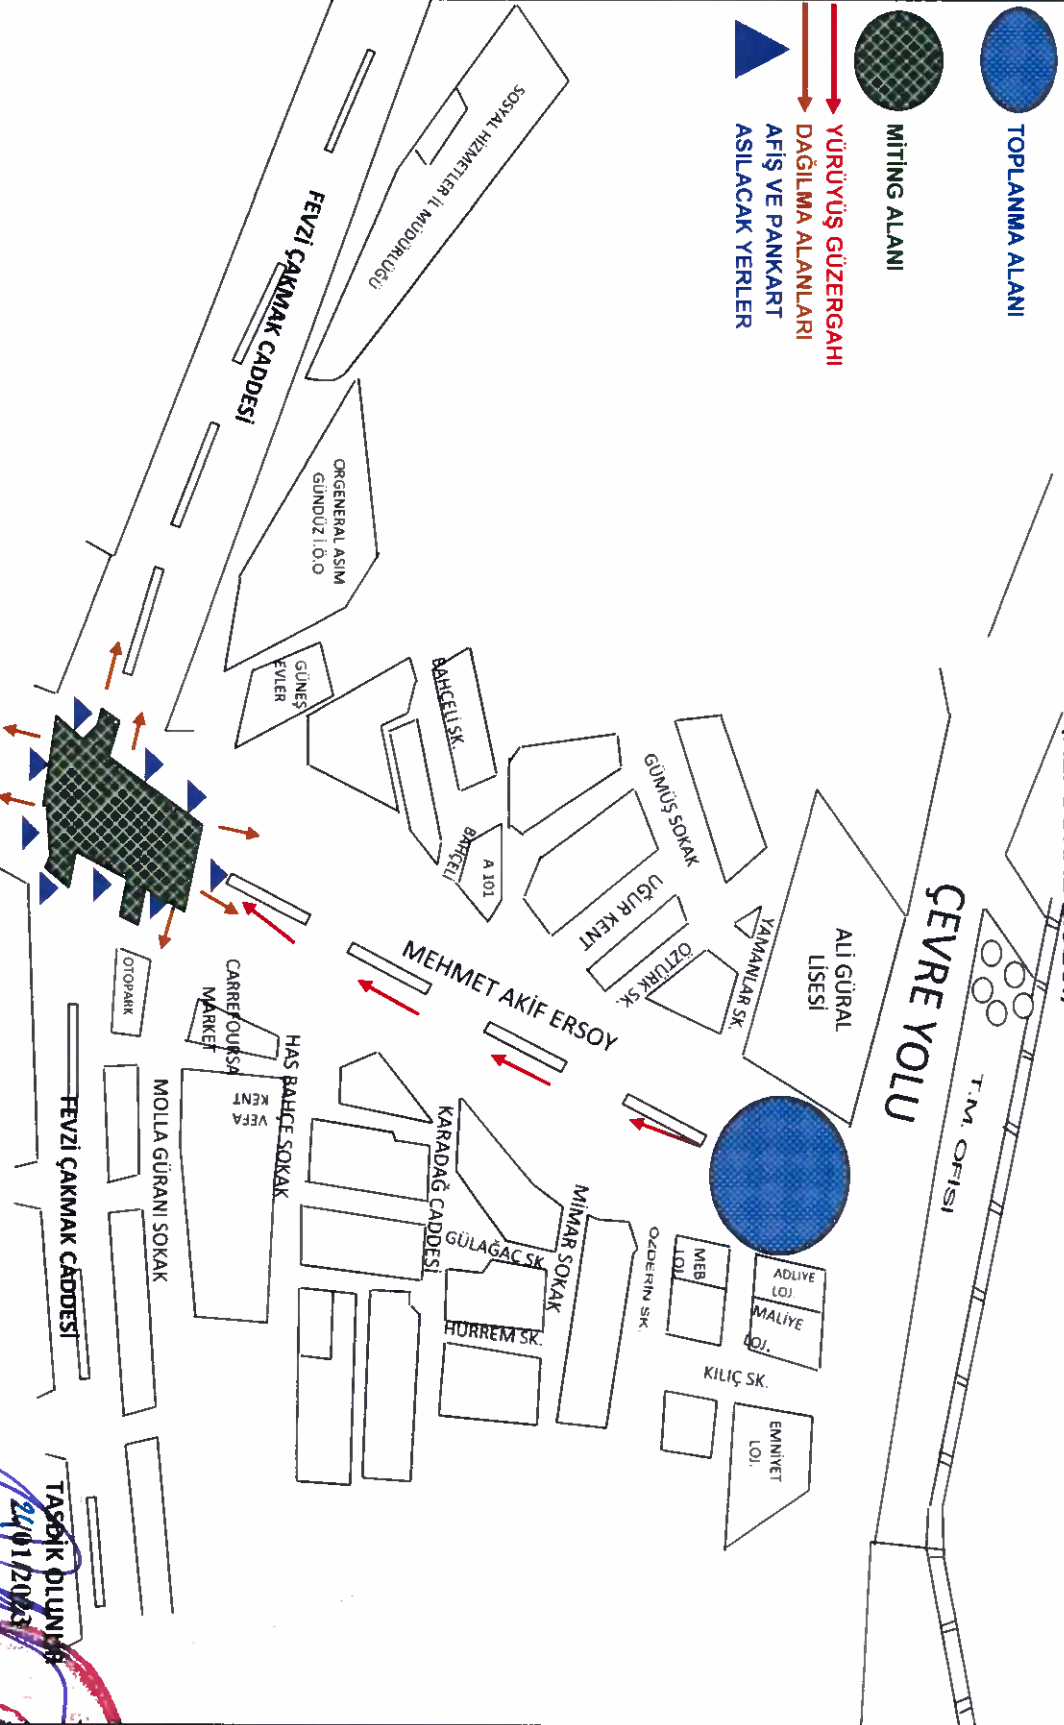 TOPLANMA ALANI
MİTİNG ALANI
YÜRÜYÜŞ GÜZERGAHI
DAĞILMA ALANLARI
AFİŞ VE PANKART
ASILACAK YERLER
SOSYAL HİZMETLER İL MÜDÜRLÜĞÜ
FEVZİ ÇAKMAK CADDESİ
ORGENERAL ASIM
GÜNDÜZ İ.Ö.O
GÜNEŞ
EVLER
BAHÇELİ SK.
BAHÇELİ
A 101
GÜMÜŞ SOKAK
UĞUR KENT
ÖZTÜRK SK.
YAMANLAR SK.
ALİ GÜRAL
LİSESİ
ÇEVRE YOLU
T.M. OFISI
MEHMET AKİF ERSOY
OTOPARK
CARREFOURSA
MARKET
HAS BAHÇE SOKAK
VEFA
KENT
MOLLA GÜRANİ SOKAK
FEVZİ ÇAKMAK CADDESİ
KARADAĞ CADDESİ
GÜLAĞAÇ SK.
HÜRREM SK.
MİMAR SOKAK
ÖZDERİN SK.
MEB
LOJ.
ADLİYE
LOJ.
MALİYE
LOJ.
KILIÇ SK.
EMNİYET
LOJ.
TASDİK OLUNUR
24/01/2023